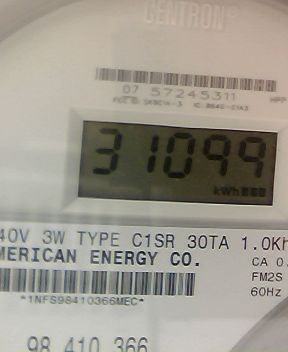 CENTRON®
07 57245311
31099
kWh
40V 3W TYPE C1SR 30TA 1.0Kh
MERICAN ENERGY CO.
CA 0.
FM2S
60Hz
*1NFS98410366MEC*
98 410 366